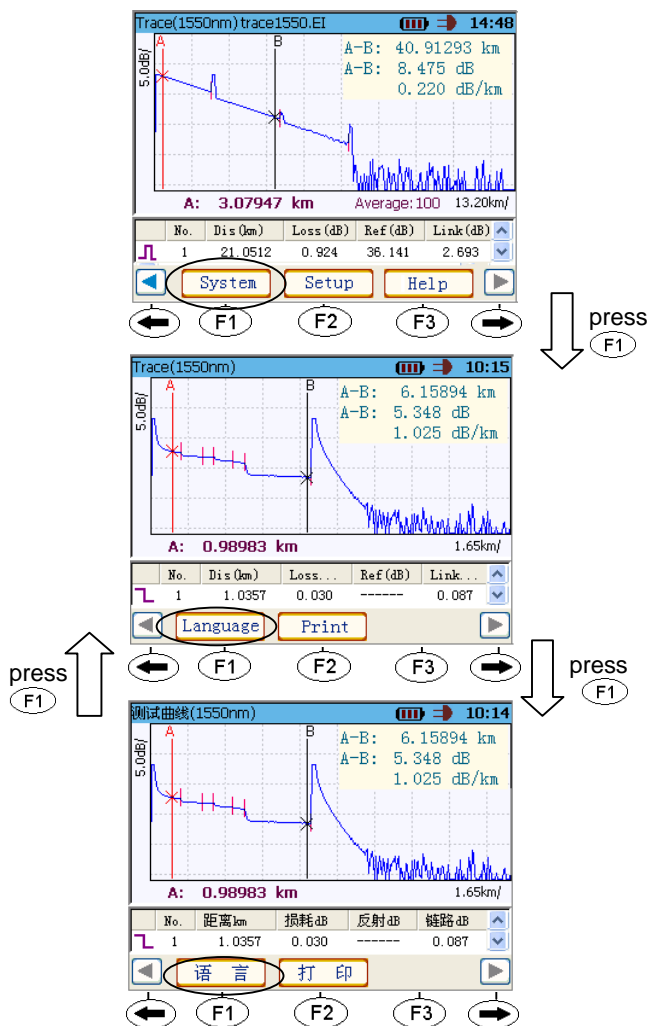 Trace(1550nm) trace1550.EI 14:48
5.0dB/
A
B
A-B: 40.91293 km
A-B: 8.475 dB
0.220 dB/km
A: 3.07947 km Average:100 13.20km/
No. Dis(km) Loss(dB) Ref(dB) Link(dB)
1 21.0512 0.924 36.141 2.693
System Setup Help
F1 F2 F3
press
F1
Trace(1550nm) 10:15
5.0dB/
A
B
A-B: 6.15894 km
A-B: 5.348 dB
1.025 dB/km
A: 0.98983 km 1.65km/
No. Dis(km) Loss... Ref(dB) Link...
1 1.0357 0.030 ------ 0.087
Language Print
F1 F2 F3
press
F1
press
F1
测试曲线(1550nm) 10:14
5.0dB/
A
B
A-B: 6.15894 km
A-B: 5.348 dB
1.025 dB/km
A: 0.98983 km 1.65km/
No. 距离km 损耗dB 反射dB 链路dB
1 1.0357 0.030 ------ 0.087
语 言 打 印
F1 F2 F3